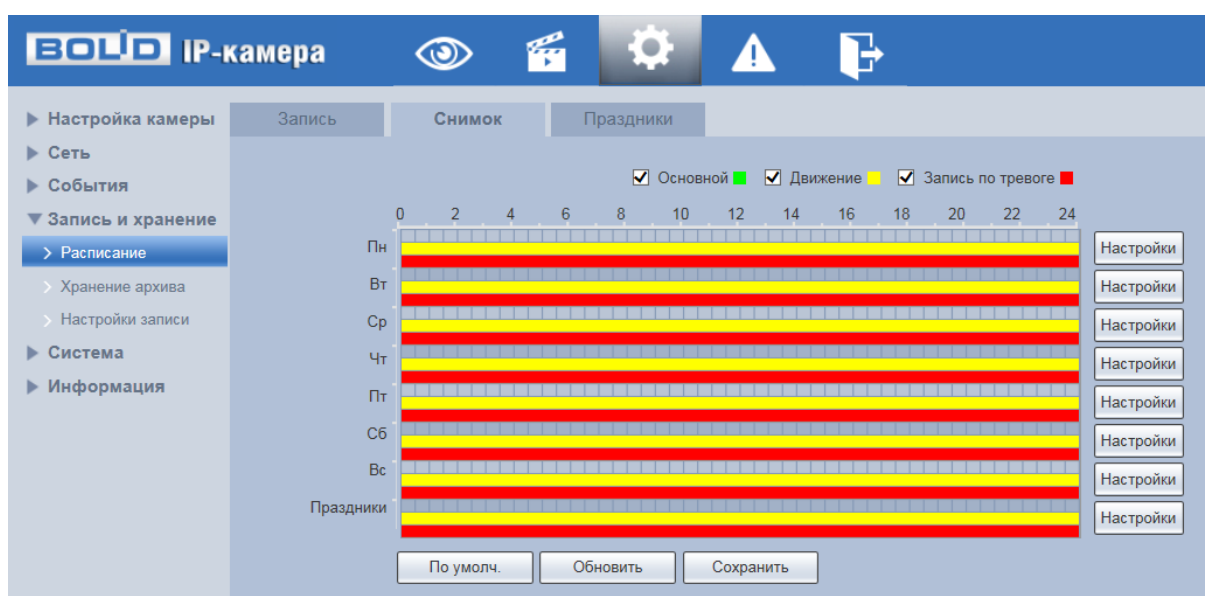 BOLID IP-камера
Настройка камеры
Сеть
События
Запись и хранение
Расписание
Хранение архива
Настройки записи
Система
Информация
Запись Снимок Праздники
Основной Движение Запись по тревоге
0 2 4 6 8 10 12 14 16 18 20 22 24
Пн Настройки
Вт Настройки
Ср Настройки
Чт Настройки
Пт Настройки
Сб Настройки
Вс Настройки
Праздники Настройки
По умолч. Обновить Сохранить